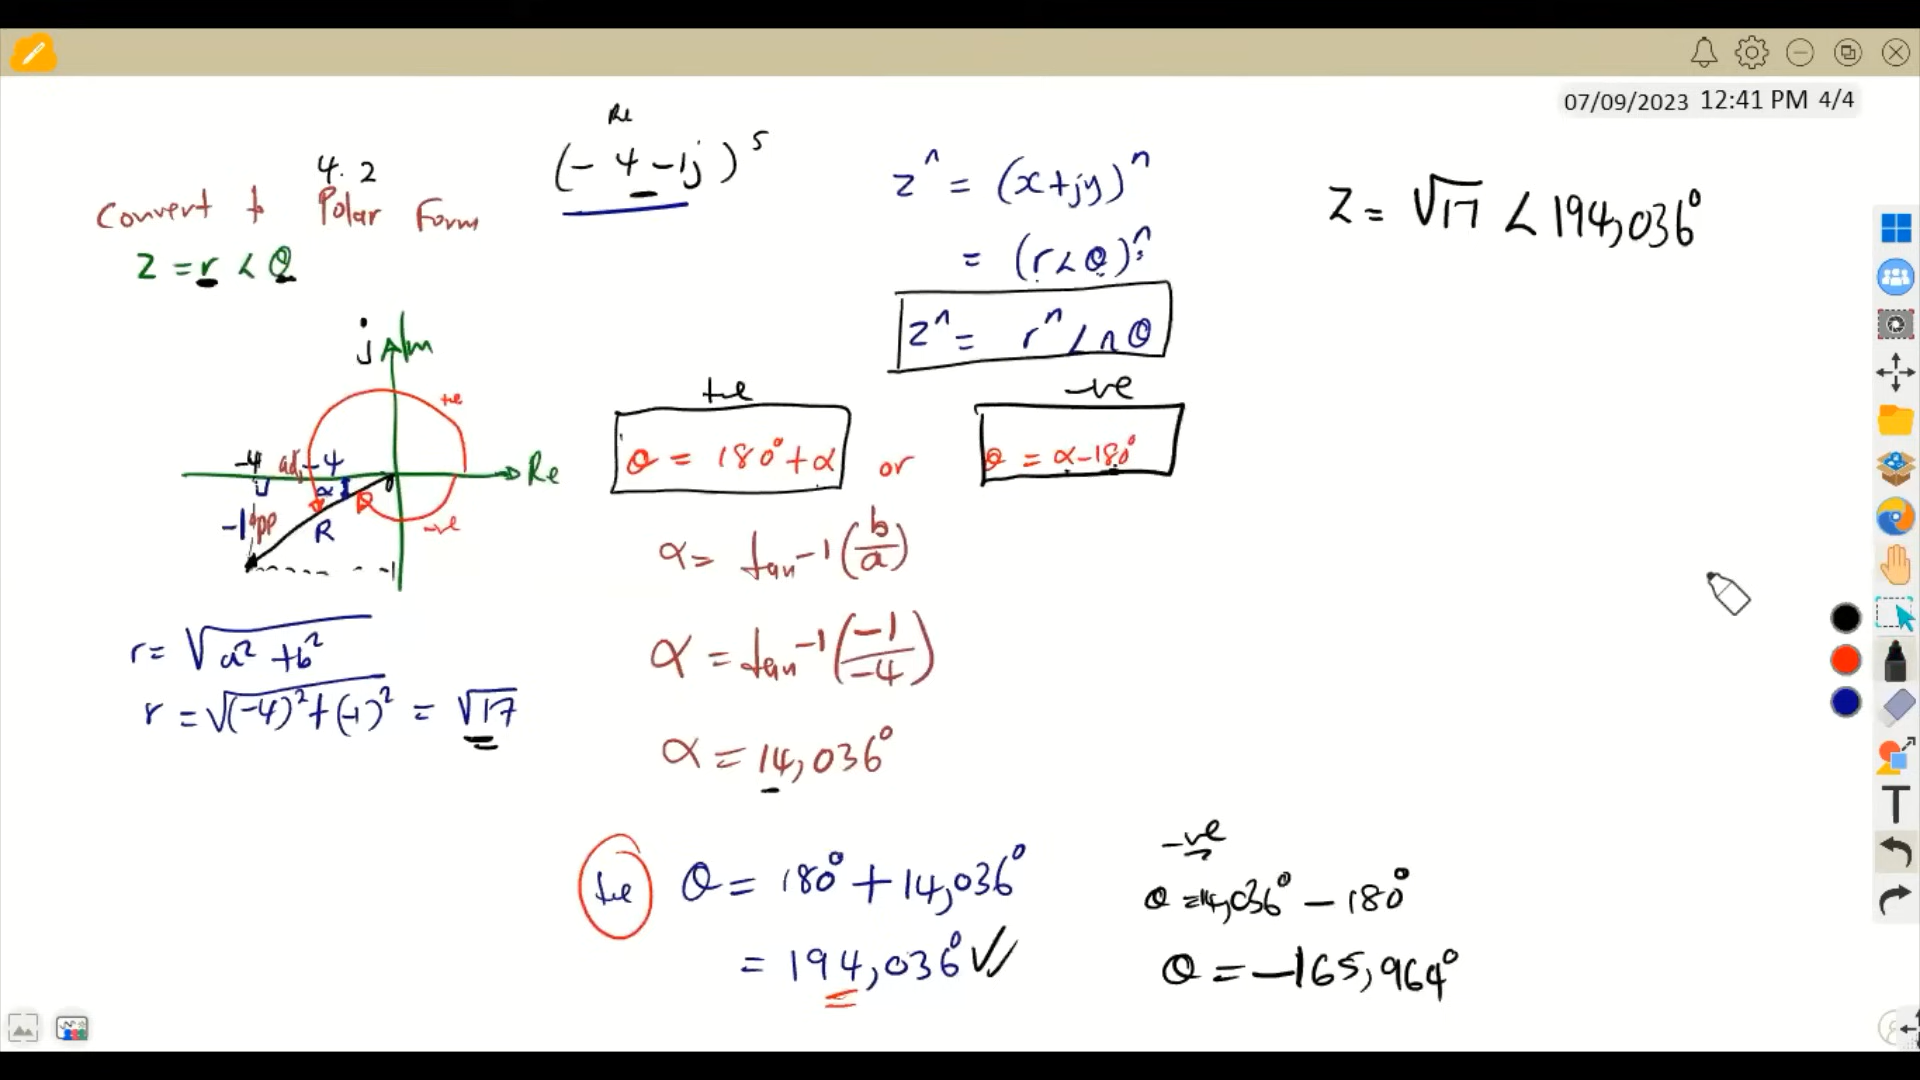 07/09/2023 12:41 PM 4/4
4.2
Convert to Polar Form
Z = r < θ
Re
(-4 -1j)^5
z^n = (x+jy)^n
= (r<θ)^n
z^n = r^n <nθ
Z = √17 < 194,036°
j Im
+ve
-4 adj -4
Re
α
-1 opp
R
-ve
-1
+ve
θ = 180°+α
or
-ve
θ = α-180°
α = tan^-1 (b/a)
α = tan^-1 (-1/-4)
α = 14,036°
r = √a² +b²
r = √(-4)²+(-1)² = √17
+ve θ = 180° + 14,036°
= 194,036°
-ve
θ = 14,036° - 180°
θ = -165,964°
T